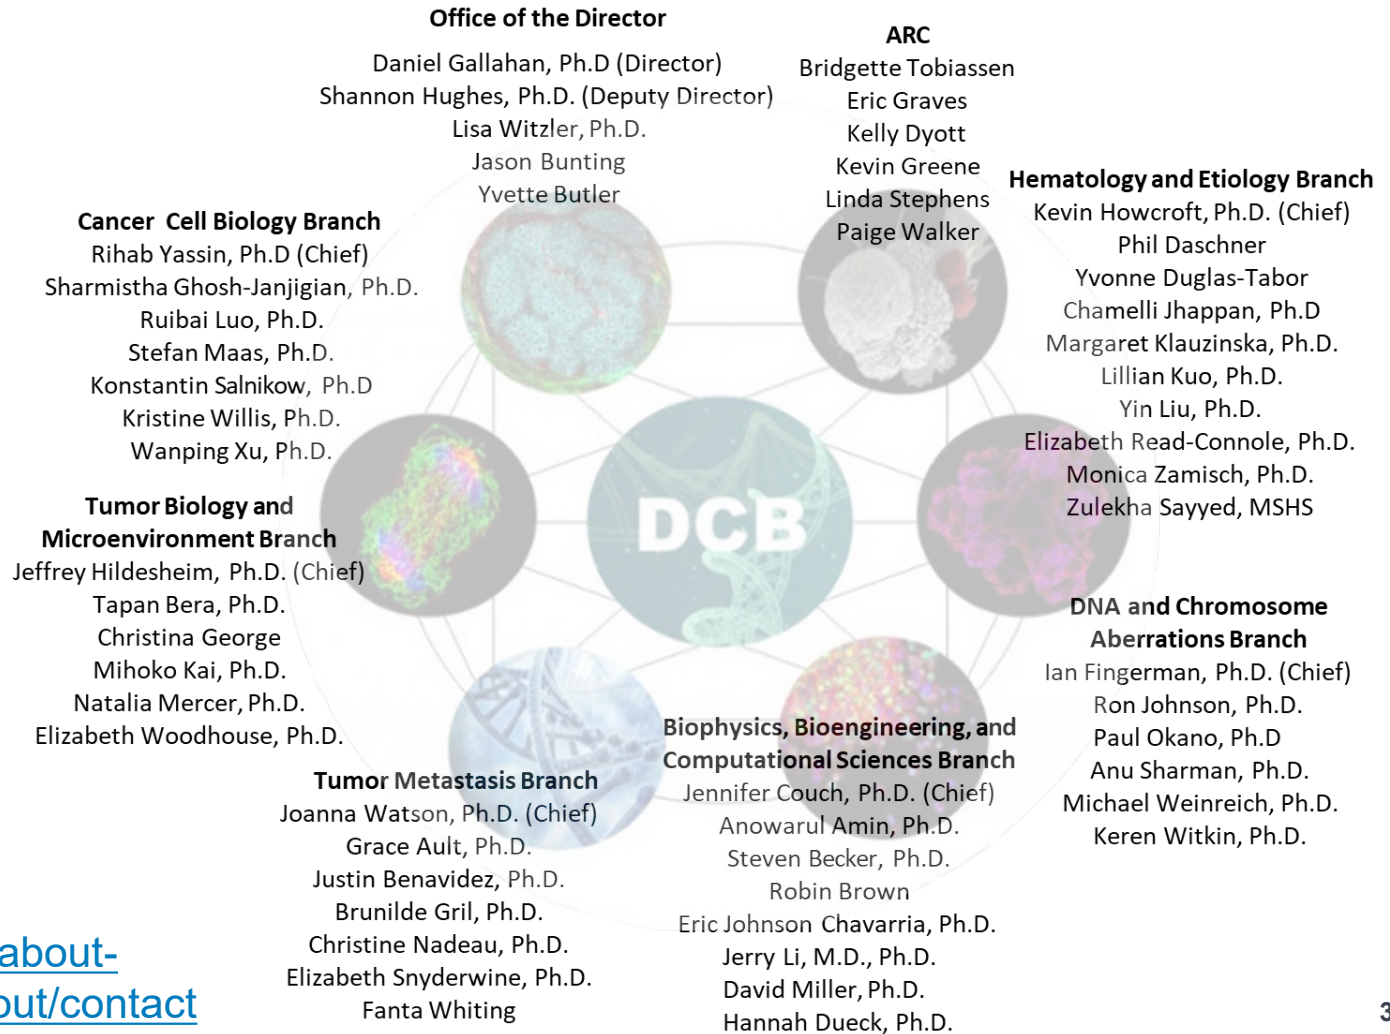 Office of the Director
Daniel Gallahan, Ph.D (Director)
Shannon Hughes, Ph.D. (Deputy Director)
Lisa Witzler, Ph.D.
Jason Bunting
Yvette Butler
ARC
Bridgette Tobiassen
Eric Graves
Kelly Dyott
Kevin Greene
Linda Stephens
Paige Walker
Hematology and Etiology Branch
Kevin Howcroft, Ph.D. (Chief)
Phil Daschner
Yvonne Duglas-Tabor
Chamelli Jhappan, Ph.D
Margaret Klauzinska, Ph.D.
Lillian Kuo, Ph.D.
Yin Liu, Ph.D.
Elizabeth Read-Connole, Ph.D.
Monica Zamisch, Ph.D.
Zulekha Sayyed, MSHS
Cancer Cell Biology Branch
Rihab Yassin, Ph.D (Chief)
Sharmistha Ghosh-Janjigian, Ph.D.
Ruibai Luo, Ph.D.
Stefan Maas, Ph.D.
Konstantin Salnikow, Ph.D
Kristine Willis, Ph.D.
Wanping Xu, Ph.D.
DCB
Tumor Biology and
Microenvironment Branch
Jeffrey Hildesheim, Ph.D. (Chief)
Tapan Bera, Ph.D.
Christina George
Mihoko Kai, Ph.D.
Natalia Mercer, Ph.D.
Elizabeth Woodhouse, Ph.D.
DNA and Chromosome
Aberrations Branch
Ian Fingerman, Ph.D. (Chief)
Ron Johnson, Ph.D.
Paul Okano, Ph.D
Anu Sharman, Ph.D.
Michael Weinreich, Ph.D.
Keren Witkin, Ph.D.
Tumor Metastasis Branch
Joanna Watson, Ph.D. (Chief)
Grace Ault, Ph.D.
Justin Benavidez, Ph.D.
Brunilde Gril, Ph.D.
Christine Nadeau, Ph.D.
Elizabeth Snyderwine, Ph.D.
Fanta Whiting
Biophysics, Bioengineering, and
Computational Sciences Branch
Jennifer Couch, Ph.D. (Chief)
Anowarul Amin, Ph.D.
Steven Becker, Ph.D.
Robin Brown
Eric Johnson Chavarria, Ph.D.
Jerry Li, M.D., Ph.D.
David Miller, Ph.D.
Hannah Dueck, Ph.D.
about-
out/contact
3